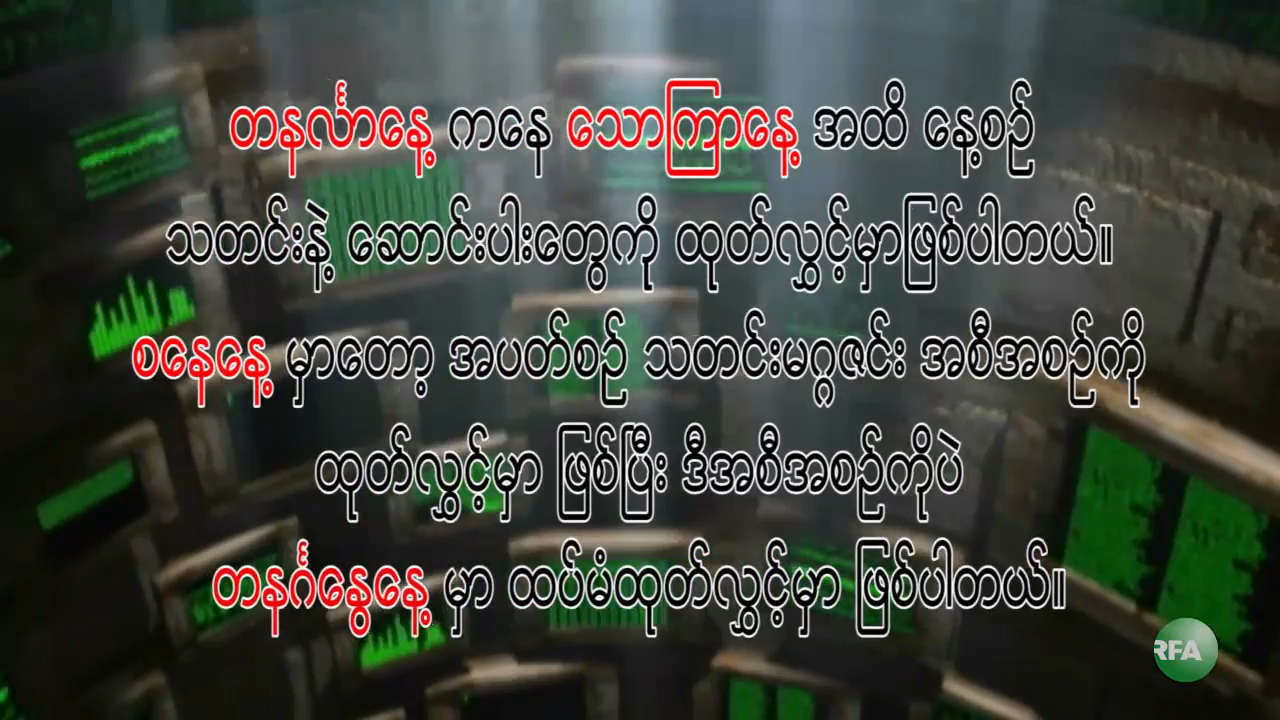 တနင်္လာနေ့ ကနေ သောကြာနေ့ အထိ နေ့စဉ်
သတင်းနဲ့ ဆောင်းပါးတွေကို ထုတ်လွှင့်မှာဖြစ်ပါတယ်။
စနေနေ့ မှာတော့ အပတ်စဉ် သတင်းမဂ္ဂဇင်း အစီအစဉ်ကို
ထုတ်လွှင့်မှာ ဖြစ်ပြီး ဒီအစီအစဉ်ကိုပဲ
တနင်္ဂနွေနေ့ မှာ ထပ်မံထုတ်လွှင့်မှာ ဖြစ်ပါတယ်။
RFA